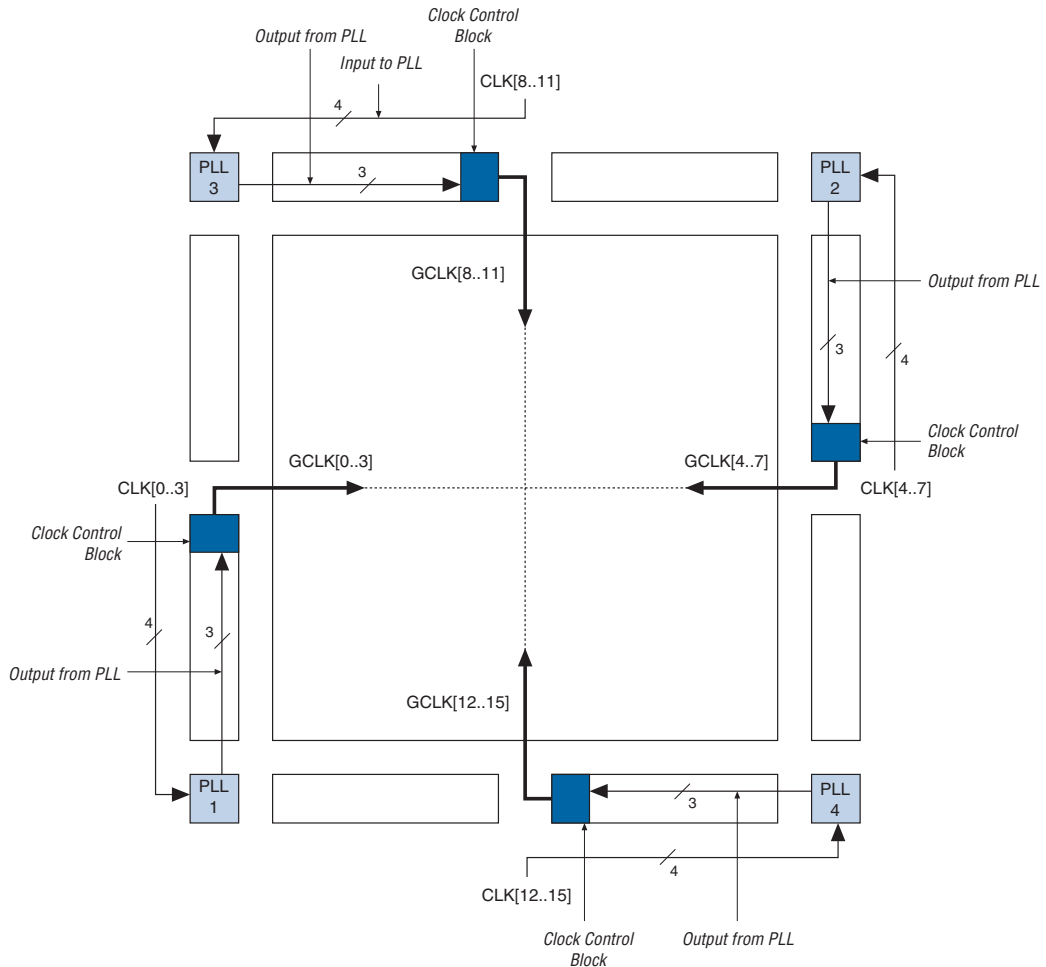 Clock Control
Block
Output from PLL
Input to PLL
CLK[8..11]
4
PLL
3
3
PLL
2
GCLK[8..11]
Output from PLL
3
4
Clock Control
Block
GCLK[0..3]
GCLK[4..7]
CLK[0..3]
CLK[4..7]
Clock Control
Block
4
3
Output from PLL
GCLK[12..15]
PLL
1
3
PLL
4
4
CLK[12..15]
Clock Control
Block
Output from PLL